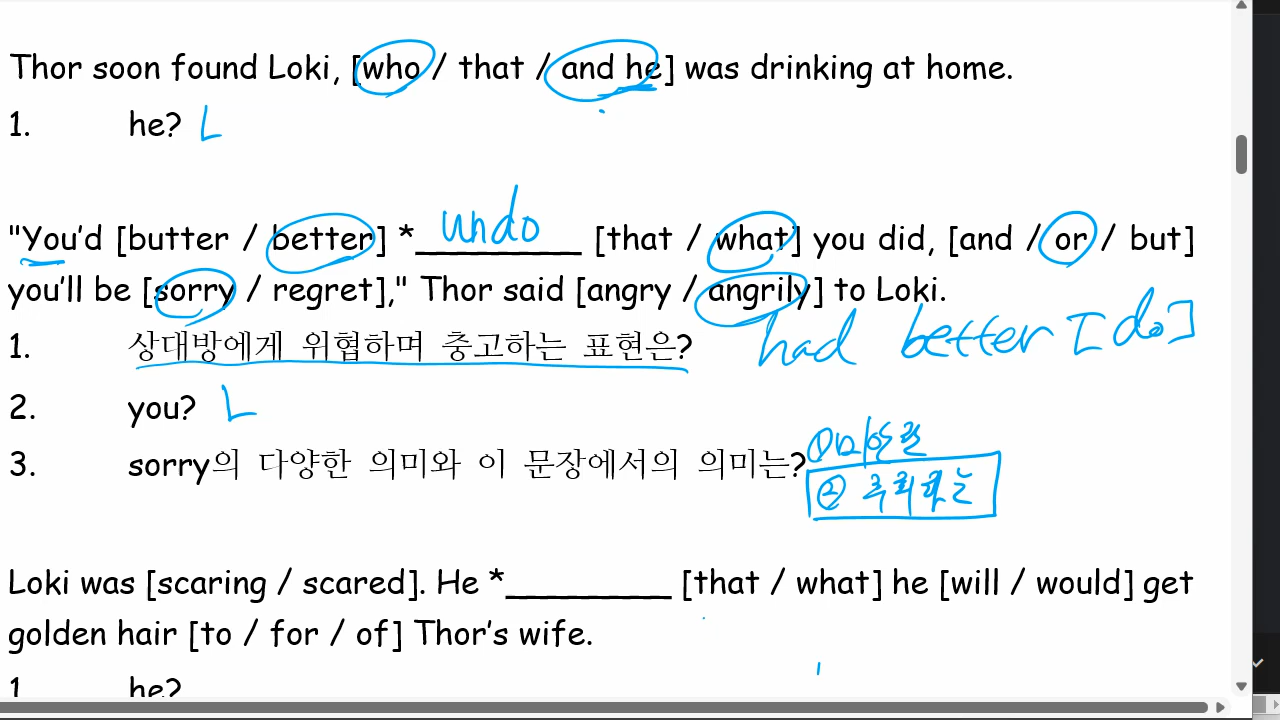 Thor soon found Loki, [who / that / and he] was drinking at home.
1. he? L
"You'd [butter / better] *________ undo [that / what] you did, [and / or / but]
you'll be [sorry / regret]," Thor said [angry / angrily] to Loki.
1. 상대방에게 위협하며 충고하는 표현은? had better [do]
2. you? L
3. sorry의 다양한 의미와 이 문장에서의 의미는? ①미안한
② 후회하는
Loki was [scaring / scared]. He *_________ [that / what] he [will / would] get
golden hair [to / for / of] Thor's wife.
1. he?